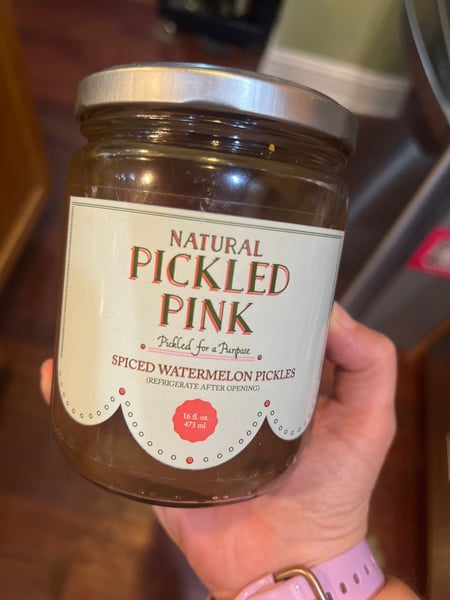 NATURAL
PICKLED
PINK
Pickled for a Purpose
SPICED WATERMELON PICKLES
(REFRIGERATE AFTER OPENING)
16 fl. oz.
473 ml